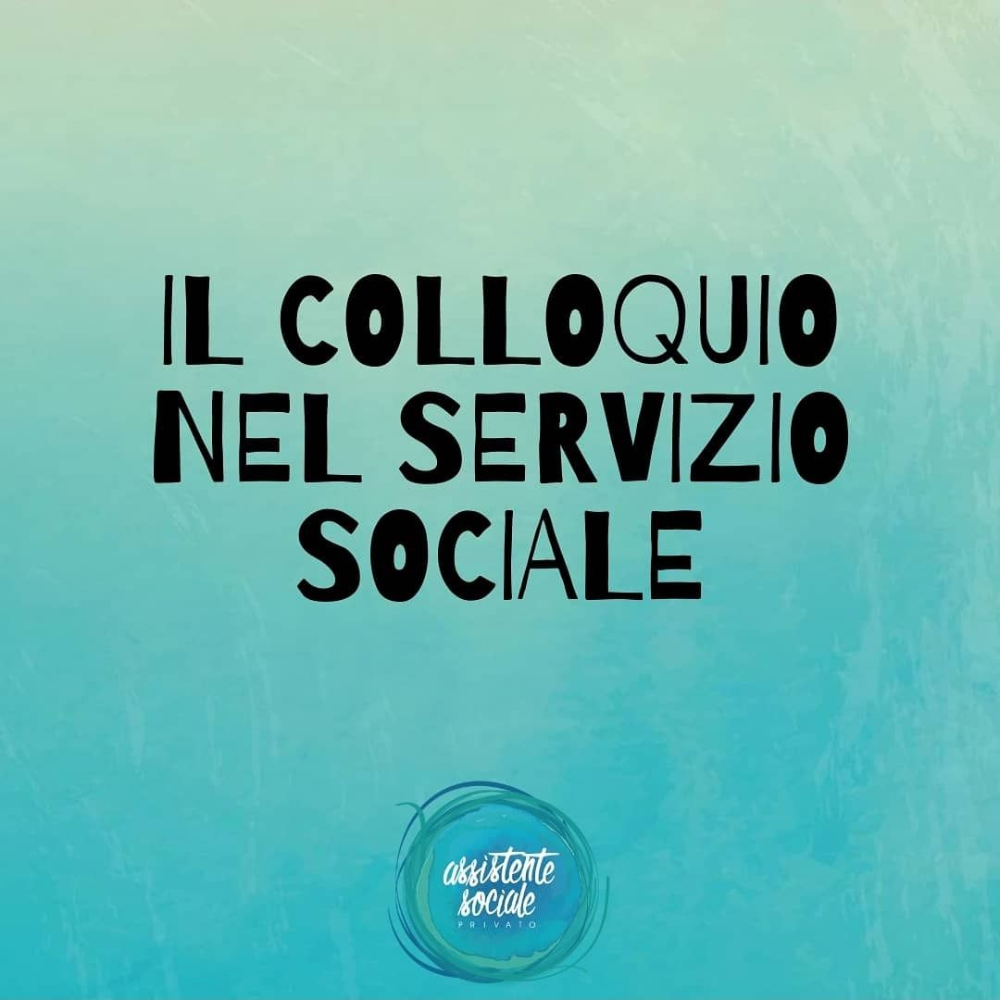 IL COLLOQUIO
NEL SERVIZIO
SOCIALE
assistente
sociale
PRIVATO